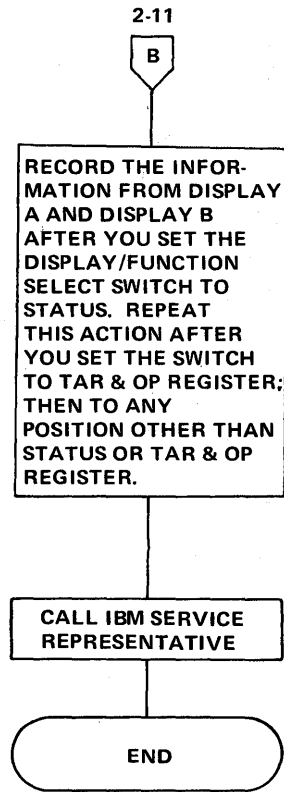 2-11
B
RECORD THE INFOR-
MATION FROM DISPLAY
A AND DISPLAY B
AFTER YOU SET THE
DISPLAY/FUNCTION
SELECT SWITCH TO
STATUS. REPEAT
THIS ACTION AFTER
YOU SET THE SWITCH
TO TAR & OP REGISTER;
THEN TO ANY
POSITION OTHER THAN
STATUS OR TAR & OP
REGISTER.
CALL IBM SERVICE
REPRESENTATIVE
END